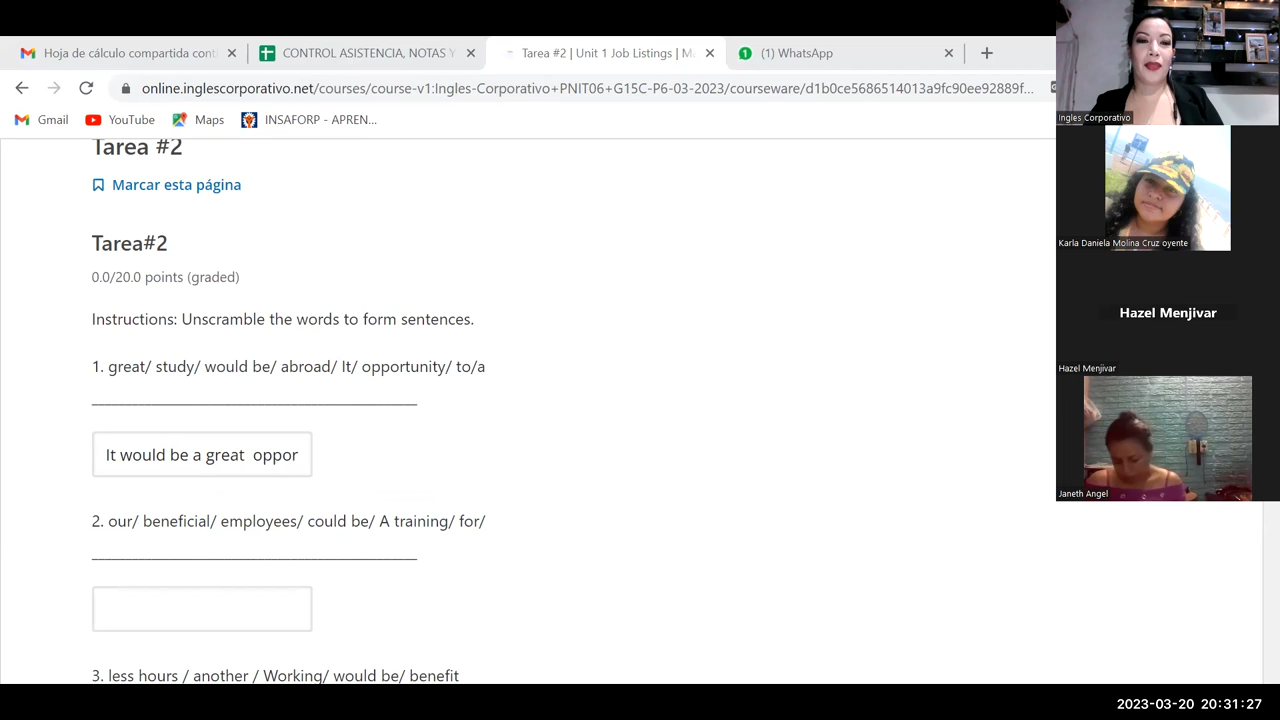 Hoja de cálculo compartida cont
CONTROL ASISTENCIA, NOTAS Y
Tarea #2 | Unit 1 Job Listings | M
(1) WhatsApp
online.inglescorporativo.net/courses/course-v1:Ingles-Corporativo+PNIT06+G15C-P6-03-2023/courseware/d1b0ce5686514013a9fc90ee92889f...
Gmail
YouTube
Maps
INSAFORP - APREN...
Tarea #2
Marcar esta página
Tarea#2
0.0/20.0 points (graded)
Instructions: Unscramble the words to form sentences.
1. great/ study/ would be/ abroad/ It/ opportunity/ to/a
It would be a great  oppor
2. our/ beneficial/ employees/ could be/ A training/ for/
3. less hours / another / Working/ would be/ benefit
Ingles Corporativo
Karla Daniela Molina Cruz oyente
Hazel Menjivar
Hazel Menjivar
Janeth Angel
2023-03-20 20:31:27